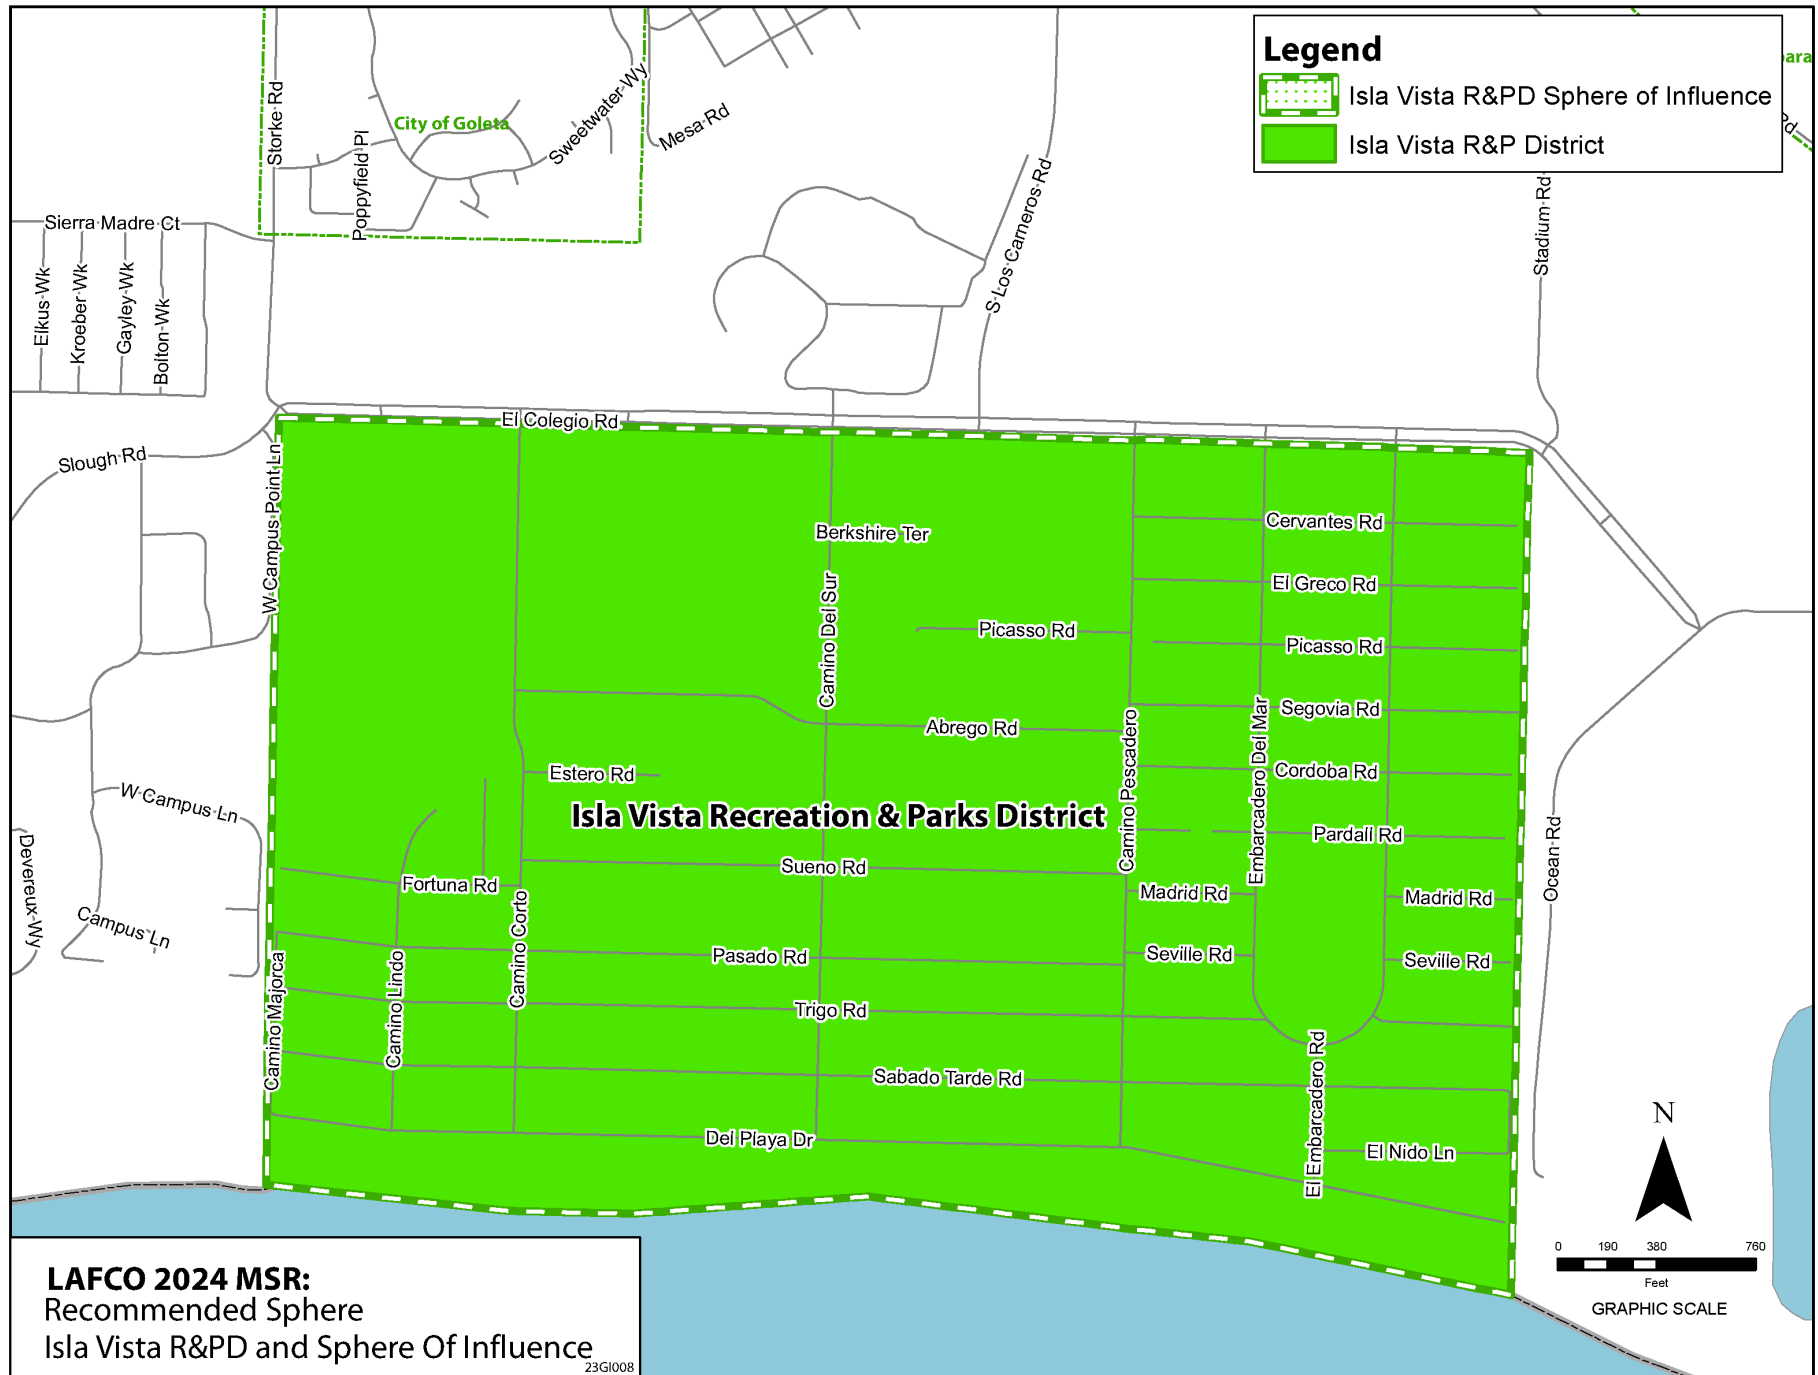 Legend
Isla Vista R&PD Sphere of Influence
Isla Vista R&P District
City of Goleta
Storke Rd
Poppyfield Pl
Sweetwater Wy
Mesa Rd
S Los Carneros Rd
Stadium Rd
Rd
Sierra Madre Ct
Elkus Wk
Kroeber Wk
Gayley Wk
Bolton Wk
El Colegio Rd
Slough Rd
W Campus Point Ln
Berkshire Ter
Cervantes Rd
El Greco Rd
Camino Del Sur
Picasso Rd
Picasso Rd
Segovia Rd
Abrego Rd
Camino Pescadero
Embarcadero Del Mar
Estero Rd
Cordoba Rd
W Campus Ln
Isla Vista Recreation & Parks District
Pardall Rd
Devereux Wy
Sueno Rd
Ocean Rd
Fortuna Rd
Madrid Rd
Madrid Rd
Campus Ln
Camino Corto
Pasado Rd
Seville Rd
Seville Rd
Camino Majorca
Camino Lindo
Trigo Rd
El Embarcadero Rd
Sabado Tarde Rd
Del Playa Dr
El Nido Ln
N
0 190 380 760
Feet
GRAPHIC SCALE
LAFCO 2024 MSR:
Recommended Sphere
Isla Vista R&PD and Sphere Of Influence
23GI008